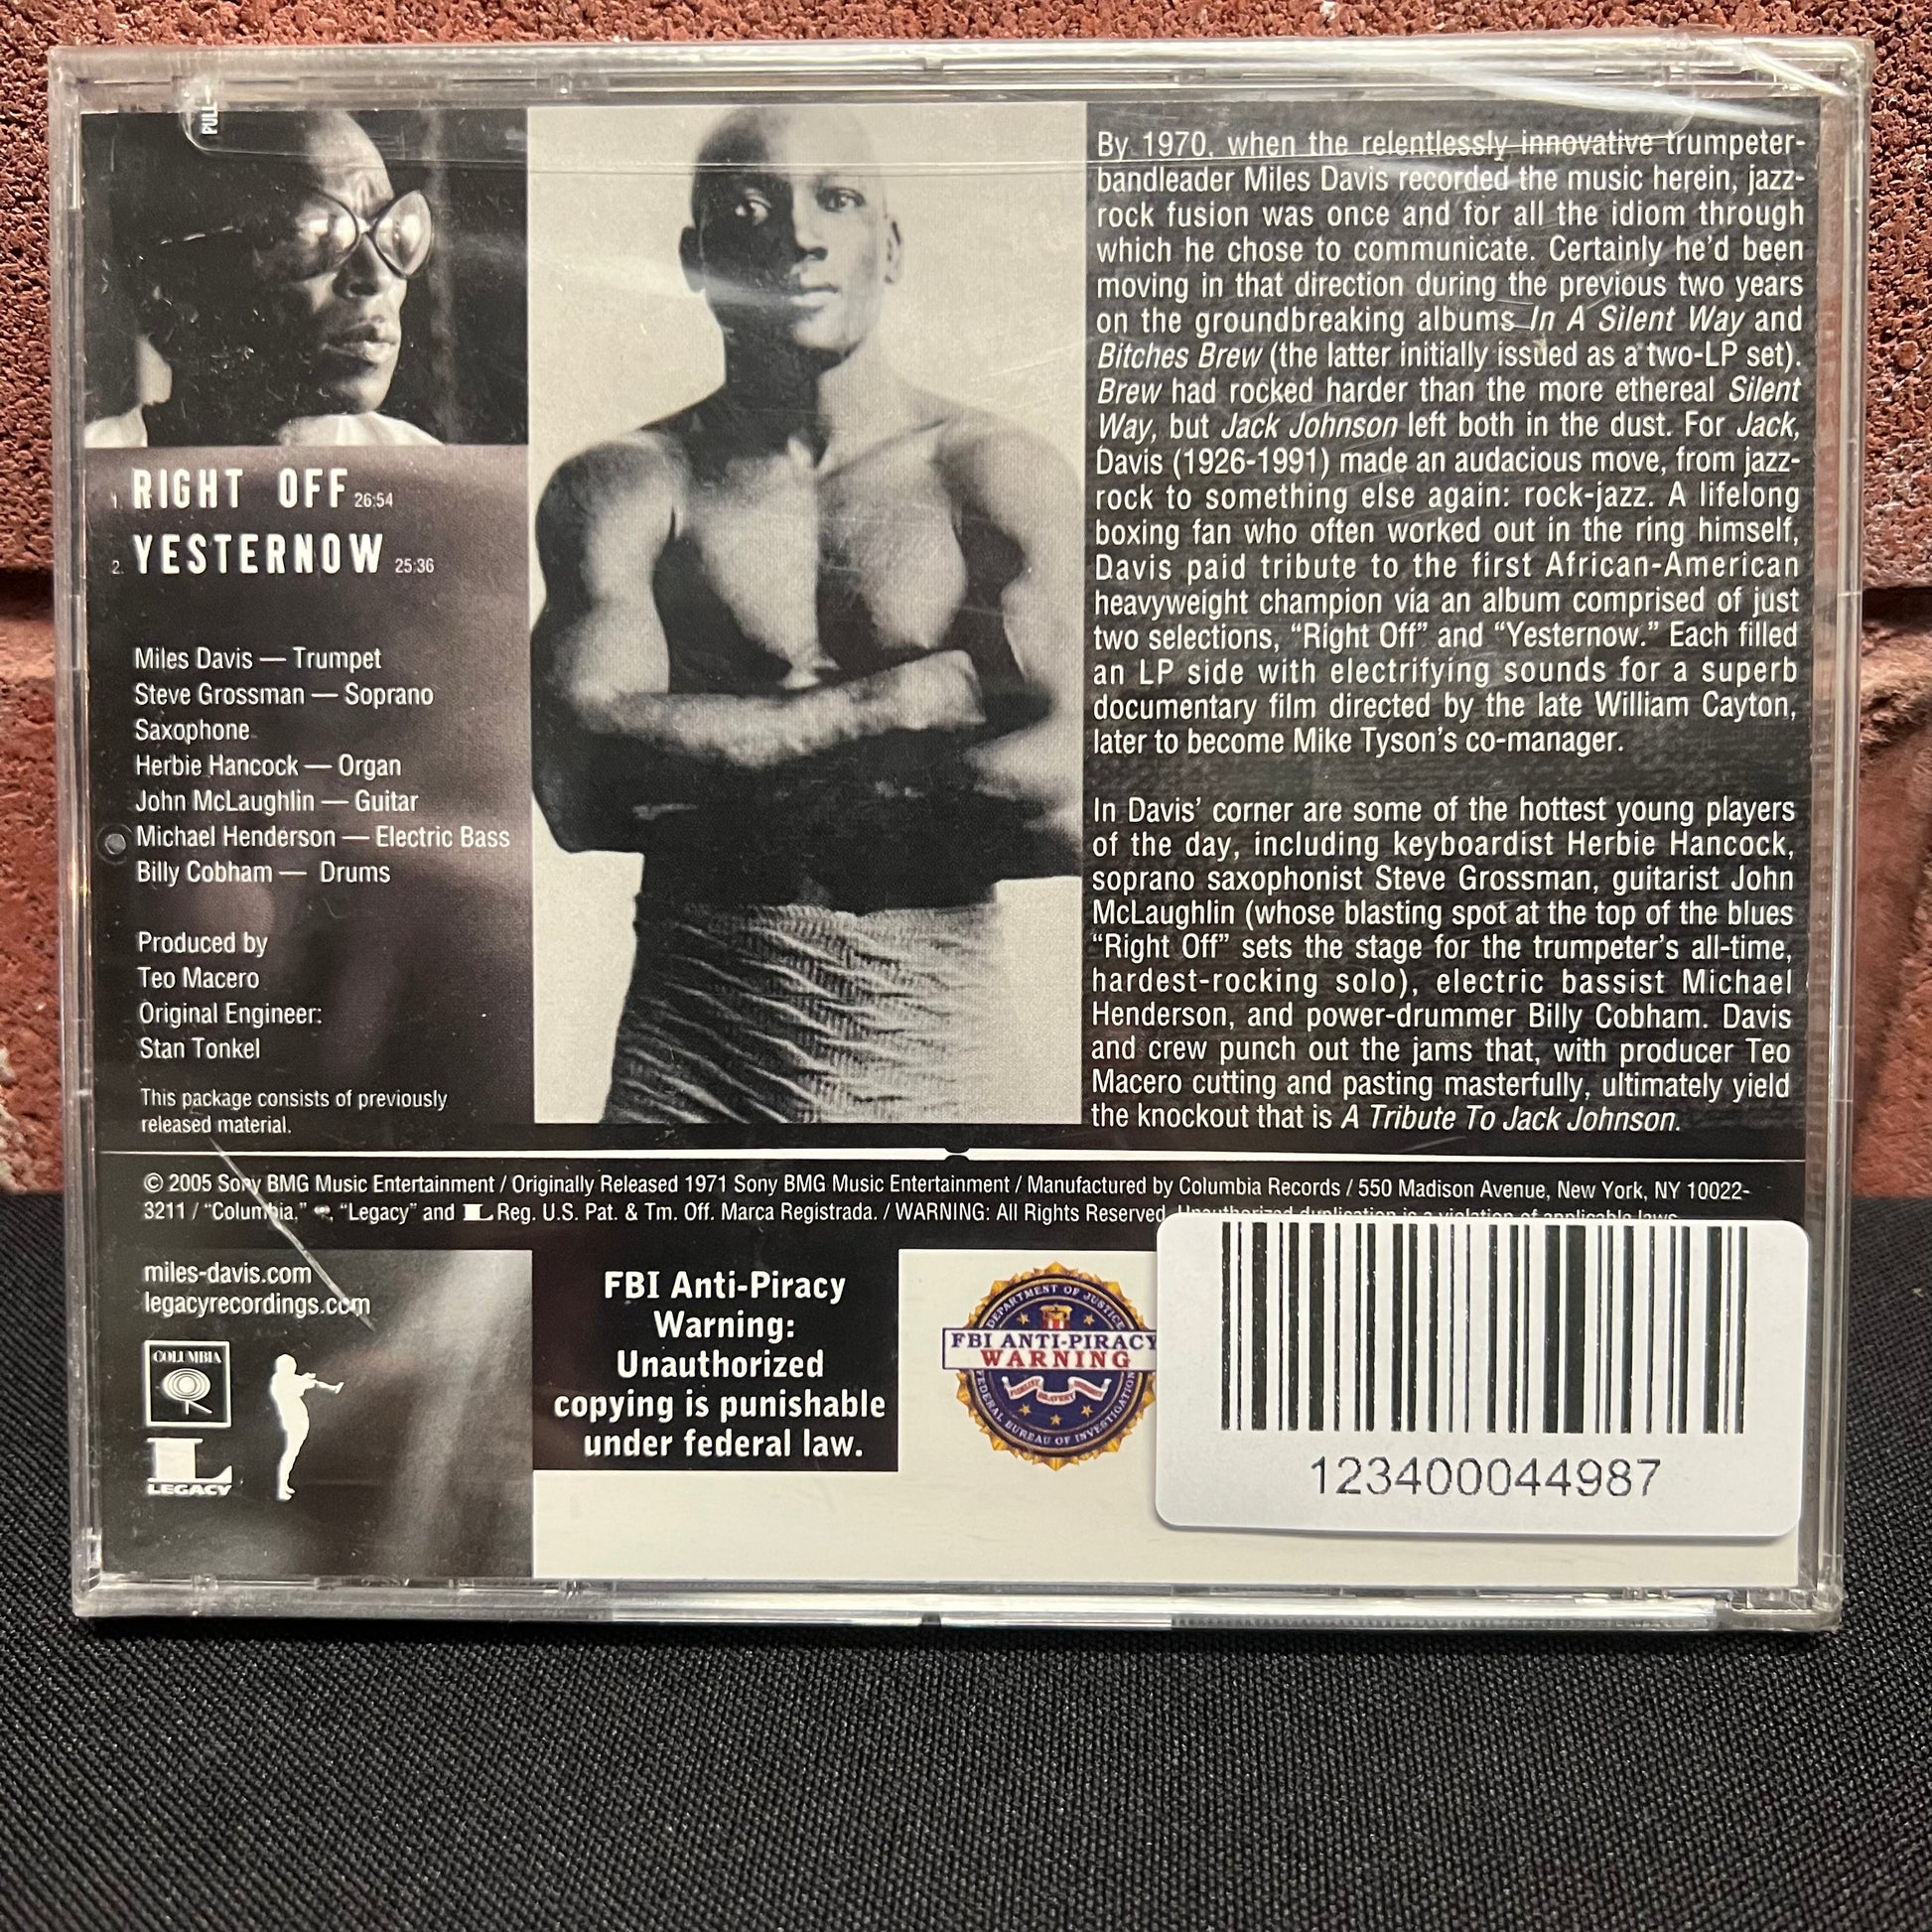 PULL
1. RIGHT OFF 26:54
2. YESTERNOW 25:36
Miles Davis — Trumpet
Steve Grossman — Soprano
Saxophone
Herbie Hancock — Organ
John McLaughlin — Guitar
Michael Henderson — Electric Bass
Billy Cobham — Drums
Produced by
Teo Macero
Original Engineer:
Stan Tonkel
This package consists of previously
released material.
By 1970, when the relentlessly innovative trumpeter-
bandleader Miles Davis recorded the music herein, jazz-
rock fusion was once and for all the idiom through
which he chose to communicate. Certainly he'd been
moving in that direction during the previous two years
on the groundbreaking albums In A Silent Way and
Bitches Brew (the latter initially issued as a two-LP set).
Brew had rocked harder than the more ethereal Silent
Way, but Jack Johnson left both in the dust. For Jack,
Davis (1926-1991) made an audacious move, from jazz-
rock to something else again: rock-jazz. A lifelong
boxing fan who often worked out in the ring himself,
Davis paid tribute to the first African-American
heavyweight champion via an album comprised of just
two selections, “Right Off” and “Yesternow.” Each filled
an LP side with electrifying sounds for a superb
documentary film directed by the late William Cayton,
later to become Mike Tyson's co-manager.
In Davis' corner are some of the hottest young players
of the day, including keyboardist Herbie Hancock,
soprano saxophonist Steve Grossman, guitarist John
McLaughlin (whose blasting spot at the top of the blues
“Right Off” sets the stage for the trumpeter's all-time,
hardest-rocking solo), electric bassist Michael
Henderson, and power-drummer Billy Cobham. Davis
and crew punch out the jams that, with producer Teo
Macero cutting and pasting masterfully, ultimately yield
the knockout that is A Tribute To Jack Johnson.
© 2005 Sony BMG Music Entertainment / Originally Released 1971 Sony BMG Music Entertainment / Manufactured by Columbia Records / 550 Madison Avenue, New York, NY 10022-
3211 / “Columbia,” , “Legacy” and L Reg. U.S. Pat. & Tm. Off. Marca Registrada. / WARNING: All Rights Reserved. Unauthorized duplication is a violation of applicable laws.
miles-davis.com
legacyrecordings.com
COLUMBIA
L
LEGACY
FBI Anti-Piracy
Warning:
Unauthorized
copying is punishable
under federal law.
DEPARTMENT OF JUSTICE
FBI ANTI-PIRACY
WARNING
FIDELITY BRAVERY
FEDERAL BUREAU OF INVESTIGATION
123400044987